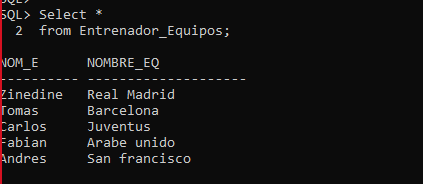 SQL> Select *
2 from Entrenador_Equipos;
NOM_E NOMBRE_EQ
---------- --------------------
Zinedine Real Madrid
Tomas Barcelona
Carlos Juventus
Fabian Arabe unido
Andres San francisco